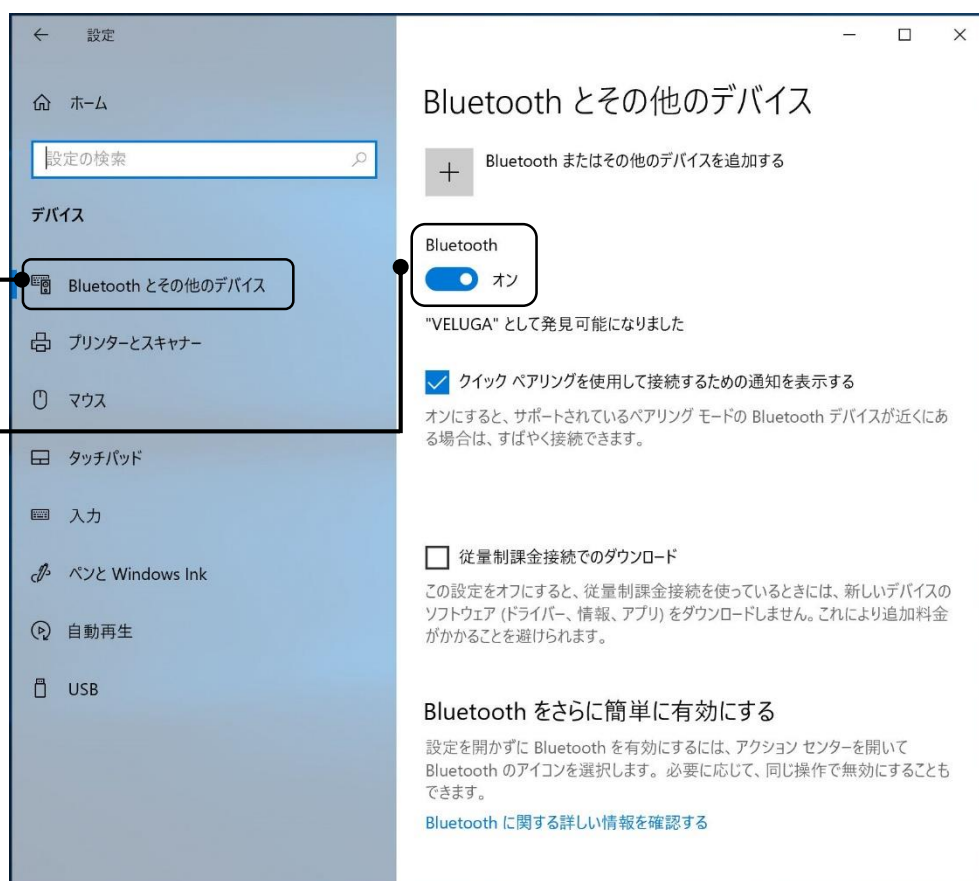 設定
ホーム
設定の検索
デバイス
Bluetooth とその他のデバイス
プリンターとスキャナー
マウス
タッチパッド
入力
ペンと Windows Ink
自動再生
USB
Bluetooth とその他のデバイス
Bluetooth またはその他のデバイスを追加する
Bluetooth
オン
"VELUGA" として発見可能になりました
クイック ペアリングを使用して接続するための通知を表示する
オンにすると、サポートされているペアリング モードの Bluetooth デバイスが近くにあ
る場合は、すばやく接続できます。
従量制課金接続でのダウンロード
この設定をオフにすると、従量制課金接続を使っているときには、新しいデバイスの
ソフトウェア (ドライバー、情報、アプリ) をダウンロードしません。これにより追加料金
がかかることを避けられます。
Bluetooth をさらに簡単に有効にする
設定を開かずに Bluetooth を有効にするには、アクション センターを開いて
Bluetooth のアイコンを選択します。必要に応じて、同じ操作で無効にすることも
できます。
Bluetooth に関する詳しい情報を確認する